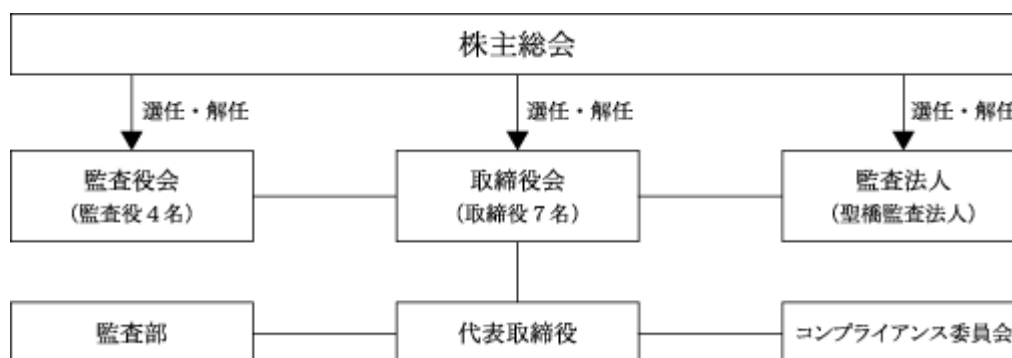 株主総会
選任・解任
選任・解任
選任・解任
監査役会
(監査役４名)
取締役会
(取締役７名)
監査法人
(聖橋監査法人)
監査部
代表取締役
コンプライアンス委員会